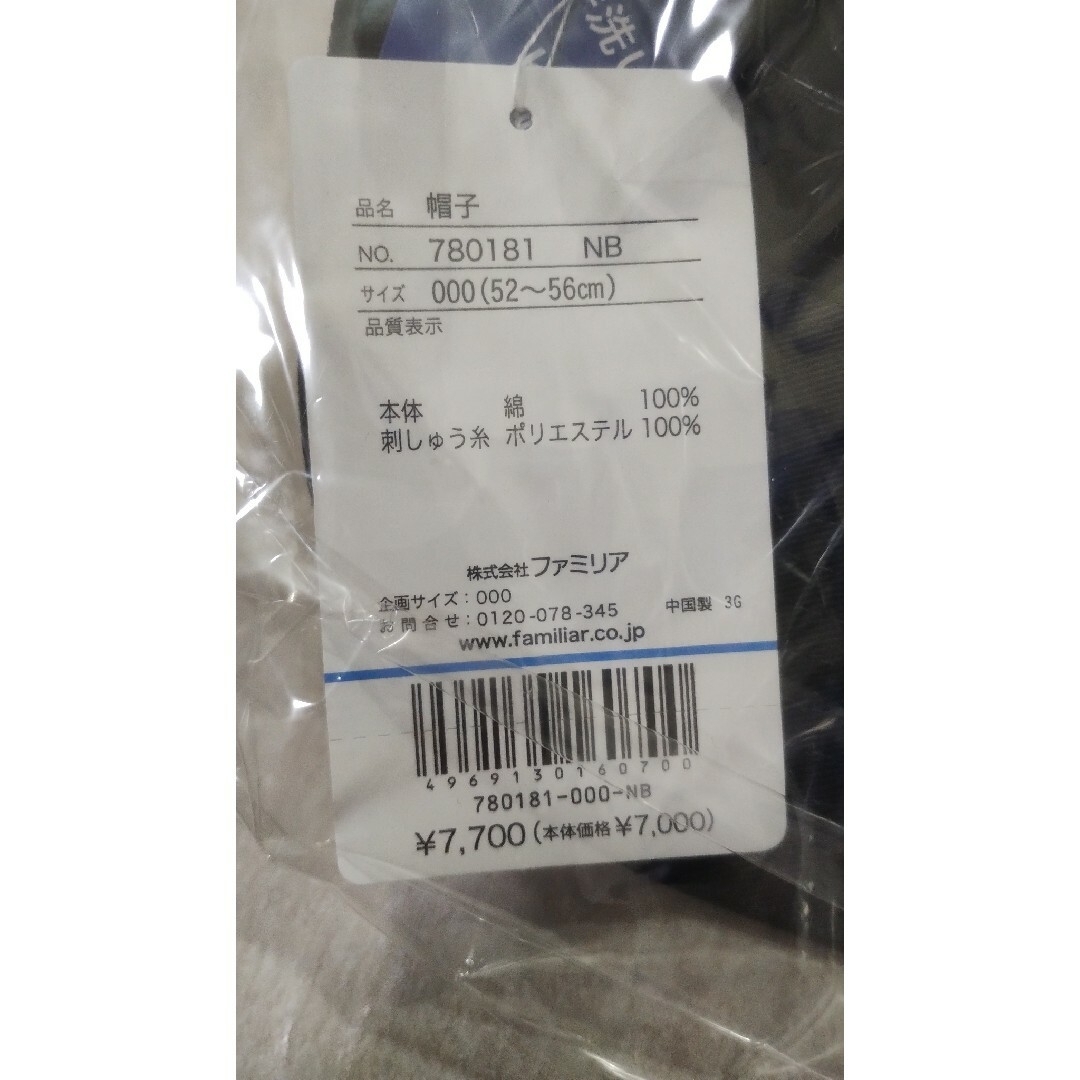 洗い
品名 帽子
NO. 780181 NB
サイズ 000(52～56cm)
品質表示
本体 綿 100%
刺しゅう糸 ポリエステル 100%
株式会社ファミリア
企画サイズ：000
お問合せ：0120-078-345 中国製 3G
www.familiar.co.jp
4969130160700
780181-000-NB
¥7,700(本体価格¥7,000)